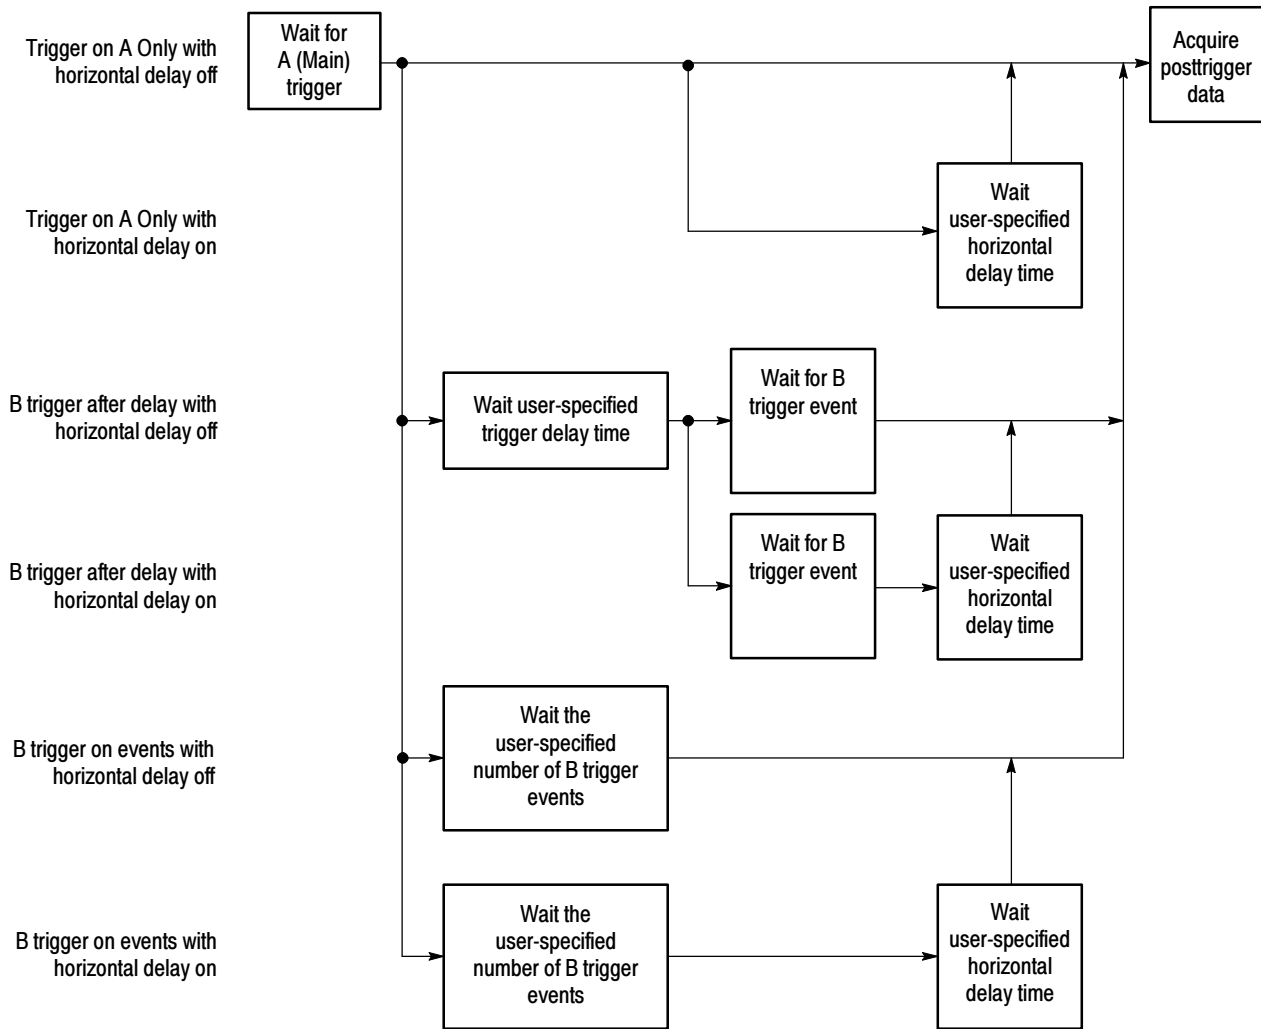 Trigger on A Only with
horizontal delay off
Wait for
A (Main)
trigger
Acquire
posttrigger
data
Trigger on A Only with
horizontal delay on
Wait
user-specified
horizontal
delay time
B trigger after delay with
horizontal delay off
Wait user-specified
trigger delay time
Wait for B
trigger event
B trigger after delay with
horizontal delay on
Wait for B
trigger event
Wait
user-specified
horizontal
delay time
B trigger on events with
horizontal delay off
Wait the
user-specified
number of B trigger
events
B trigger on events with
horizontal delay on
Wait the
user-specified
number of B trigger
events
Wait
user-specified
horizontal
delay time